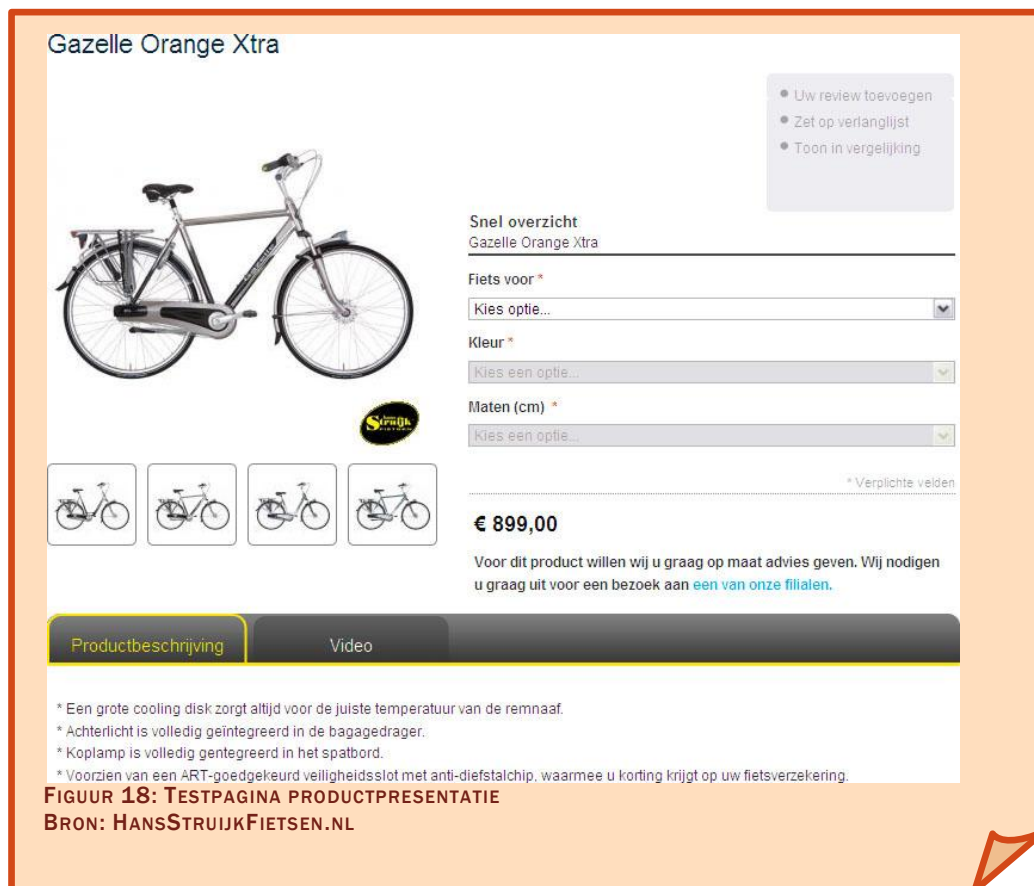 Gazelle Orange Xtra
Uw review toevoegen
Zet op verlanglijst
Toon in vergelijking
Snel overzicht
Gazelle Orange Xtra
Fiets voor *
Kies optie...
Kleur *
Kies een optie...
Maten (cm) *
Kies een optie...
* Verplichte velden
€ 899,00
Voor dit product willen wij u graag op maat advies geven. Wij nodigen
u graag uit voor een bezoek aan een van onze filialen.
Struijk
FIETSEN
Productbeschrijving
Video
* Een grote cooling disk zorgt altijd voor de juiste temperatuur van de remnaaf.
* Achterlicht is volledig geïntegreerd in de bagagedrager.
* Koplamp is volledig gentegreerd in het spatbord.
* Voorzien van een ART-goedgekeurd veiligheidsslot met anti-diefstalchip, waarmee u korting krijgt op uw fietsverzekering.
FIGUUR 18: TESTPAGINA PRODUCTPRESENTATIE
BRON: HANSSTRUIJKFIETSEN.NL